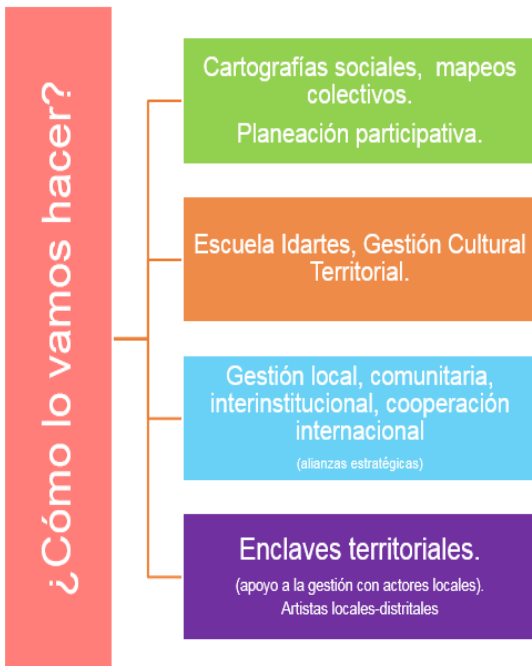 ¿Cómo lo vamos hacer?
Cartografías sociales, mapeos
colectivos.
Planeación participativa.
Escuela Idartes, Gestión Cultural
Territorial.
Gestión local, comunitaria,
interinstitucional, cooperación
internacional
(alianzas estratégicas)
Enclaves territoriales.
(apoyo a la gestión con actores locales).
Artistas locales-distritales